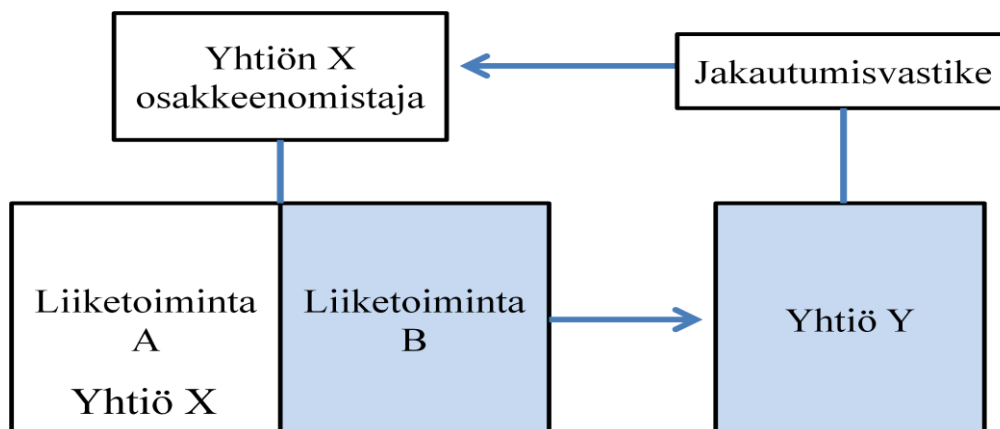 Yhtiön X
osakkeenomistaja
Jakautumisvastike
Liiketoiminta
A
Yhtiö X
Liiketoiminta
B
Yhtiö Y